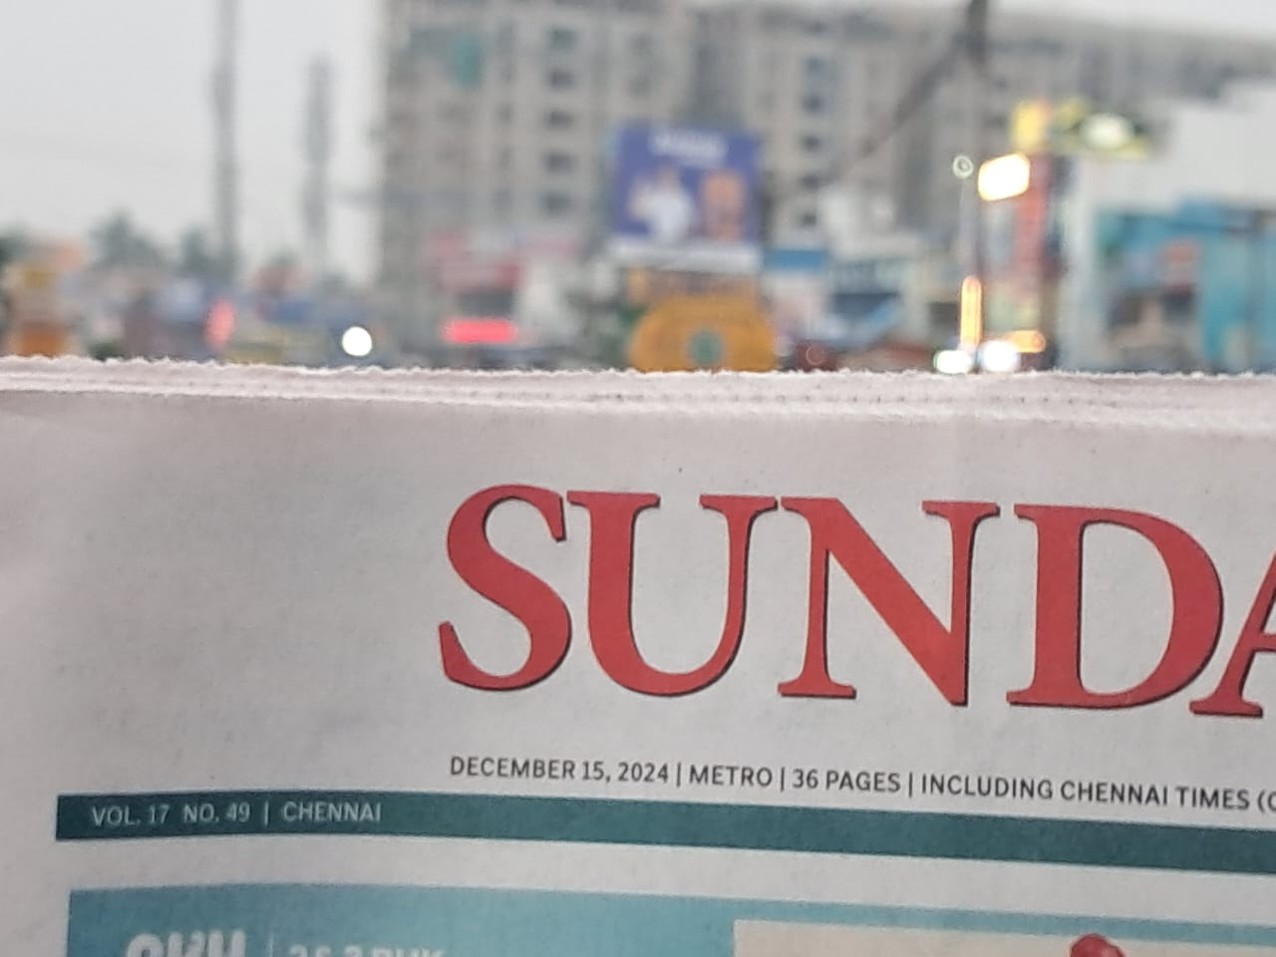 SUNDA
DECEMBER 15, 2024 | METRO | 36 PAGES | INCLUDING CHENNAI TIMES (
VOL. 17 NO. 49 | CHENNAI